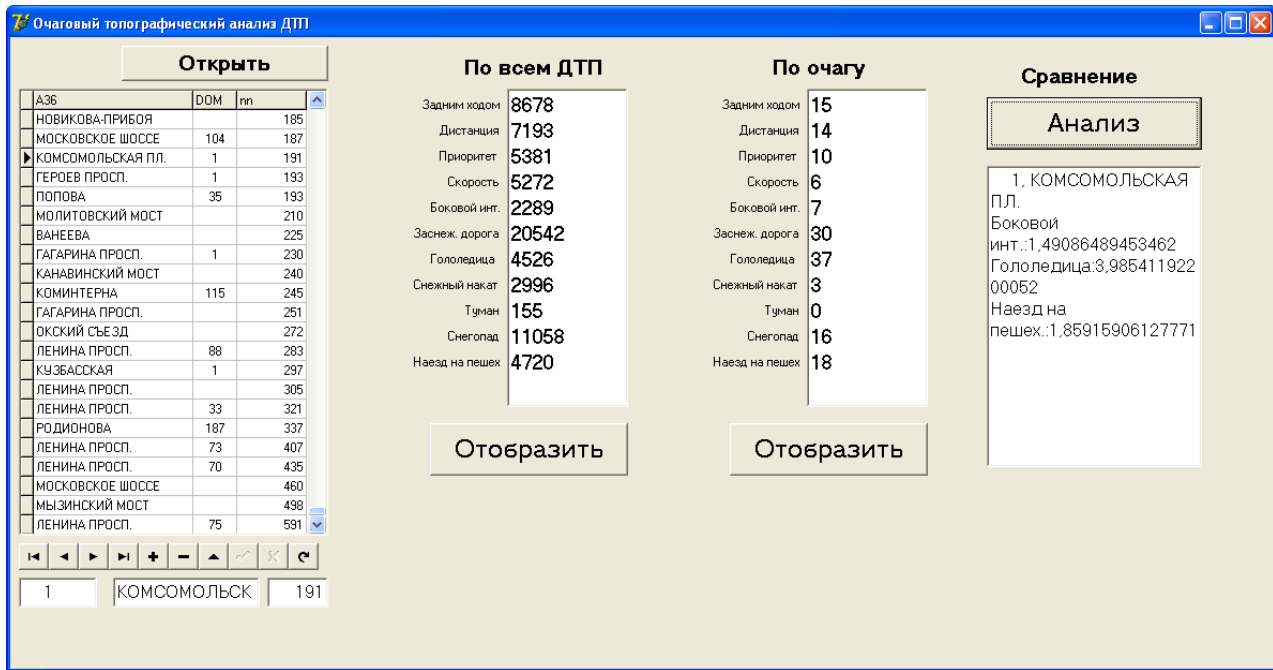 Очаговый топографический анализ ДТП
Открыть
А36 DOM nn
НОВИКОВА-ПРИБОЯ 185
МОСКОВСКОЕ ШОССЕ 104 187
КОМСОМОЛЬСКАЯ ПЛ. 1 191
ГЕРОЕВ ПРОСП. 1 193
ПОПОВА 35 193
МОЛИТОВСКИЙ МОСТ 210
ВАНЕЕВА 225
ГАГАРИНА ПРОСП. 1 230
КАНАВИНСКИЙ МОСТ 240
КОМИНТЕРНА 115 245
ГАГАРИНА ПРОСП. 251
ОКСКИЙ СЪЕЗД 272
ЛЕНИНА ПРОСП. 88 283
КУЗБАССКАЯ 1 297
ЛЕНИНА ПРОСП. 305
ЛЕНИНА ПРОСП. 33 321
РОДИОНОВА 187 337
ЛЕНИНА ПРОСП. 73 407
ЛЕНИНА ПРОСП. 70 435
МОСКОВСКОЕ ШОССЕ 460
МЫЗИНСКИЙ МОСТ 498
ЛЕНИНА ПРОСП. 75 591
1 КОМСОМОЛЬСК 191
По всем ДТП
Задним ходом 8678
Дистанция 7193
Приоритет 5381
Скорость 5272
Боковой инт. 2289
Заснеж. дорога 20542
Гололедица 4526
Снежный накат 2996
Туман 155
Снегопад 11058
Наезд на пешех 4720
Отобразить
По очагу
Задним ходом 15
Дистанция 14
Приоритет 10
Скорость 6
Боковой инт. 7
Заснеж. дорога 30
Гололедица 37
Снежный накат 3
Туман 0
Снегопад 16
Наезд на пешех 18
Отобразить
Сравнение
Анализ
1, КОМСОМОЛЬСКАЯ
ПЛ.
Боковой
инт.:1,49086489453462
Гололедица:3,985411922
00052
Наезд на
пешех.:1,85915906127771